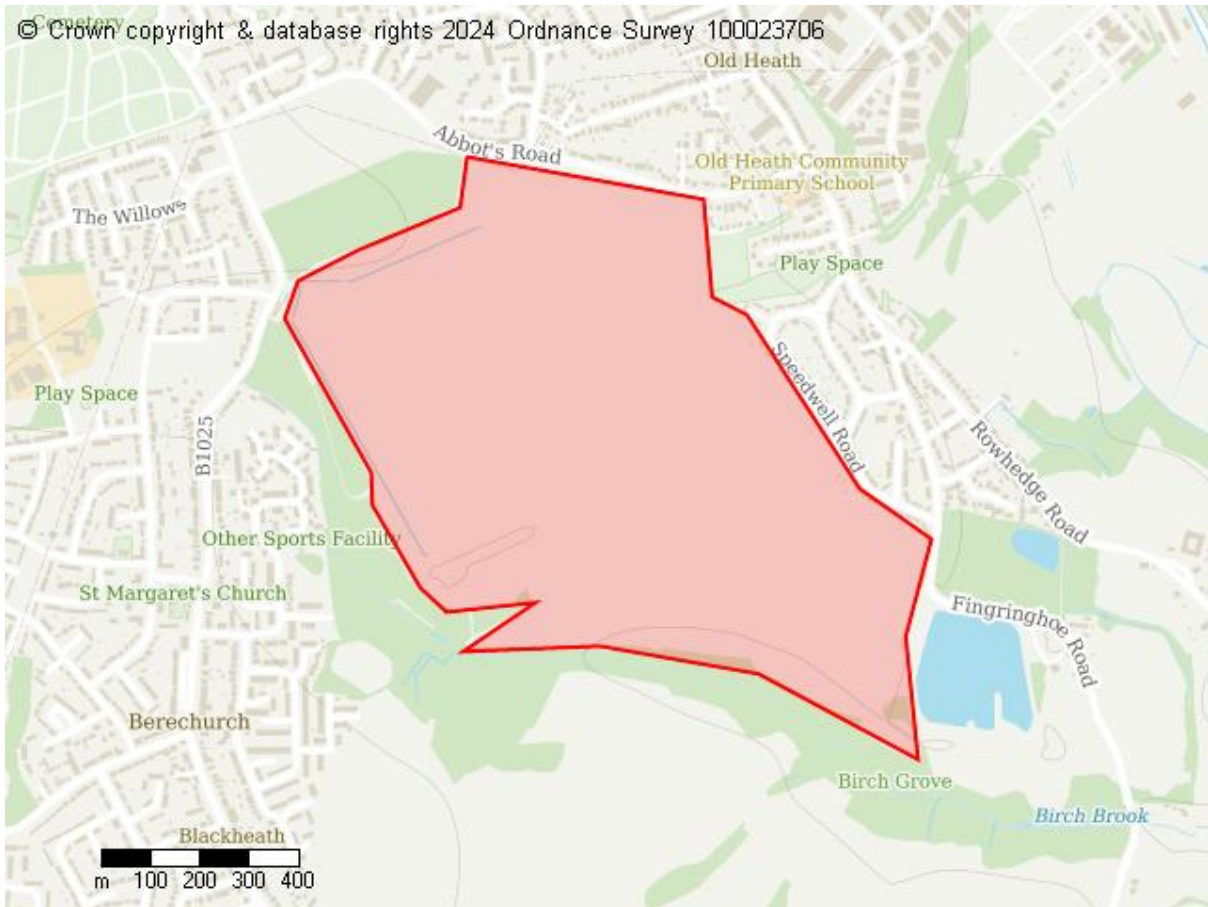 Cemetery
© Crown copyright & database rights 2024 Ordnance Survey 100023706
Old Heath
Abbot's Road
Old Heath Community
Primary School
The Willows
Play Space
Speedwell Road
Play Space
B1025
Rowhedge Road
Other Sports Facility
St Margaret's Church
Fingringhoe Road
Berechurch
Birch Grove
Birch Brook
Blackheath
m 100 200 300 400